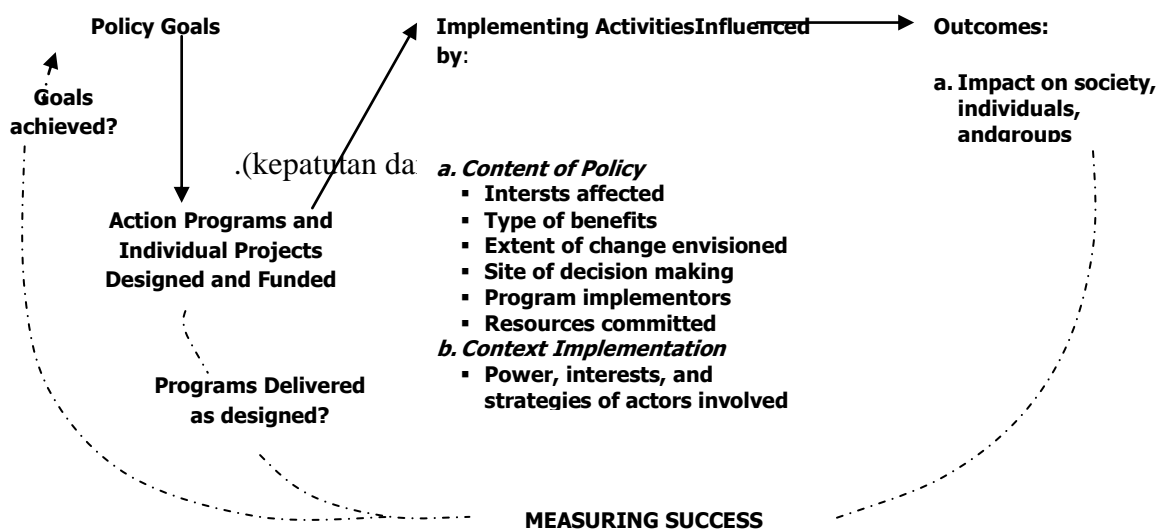 Policy Goals
Goals
achieved?
.(kepatutan da
Action Programs and
Individual Projects
Designed and Funded
Programs Delivered
as designed?
Implementing ActivitiesInfluenced
by:
a. Content of Policy
▪ Intersts affected
▪ Type of benefits
▪ Extent of change envisioned
▪ Site of decision making
▪ Program implementors
▪ Resources committed
b. Context Implementation
▪ Power, interests, and
strategies of actors involved
Outcomes:
a. Impact on society,
individuals,
andgroups
MEASURING SUCCESS